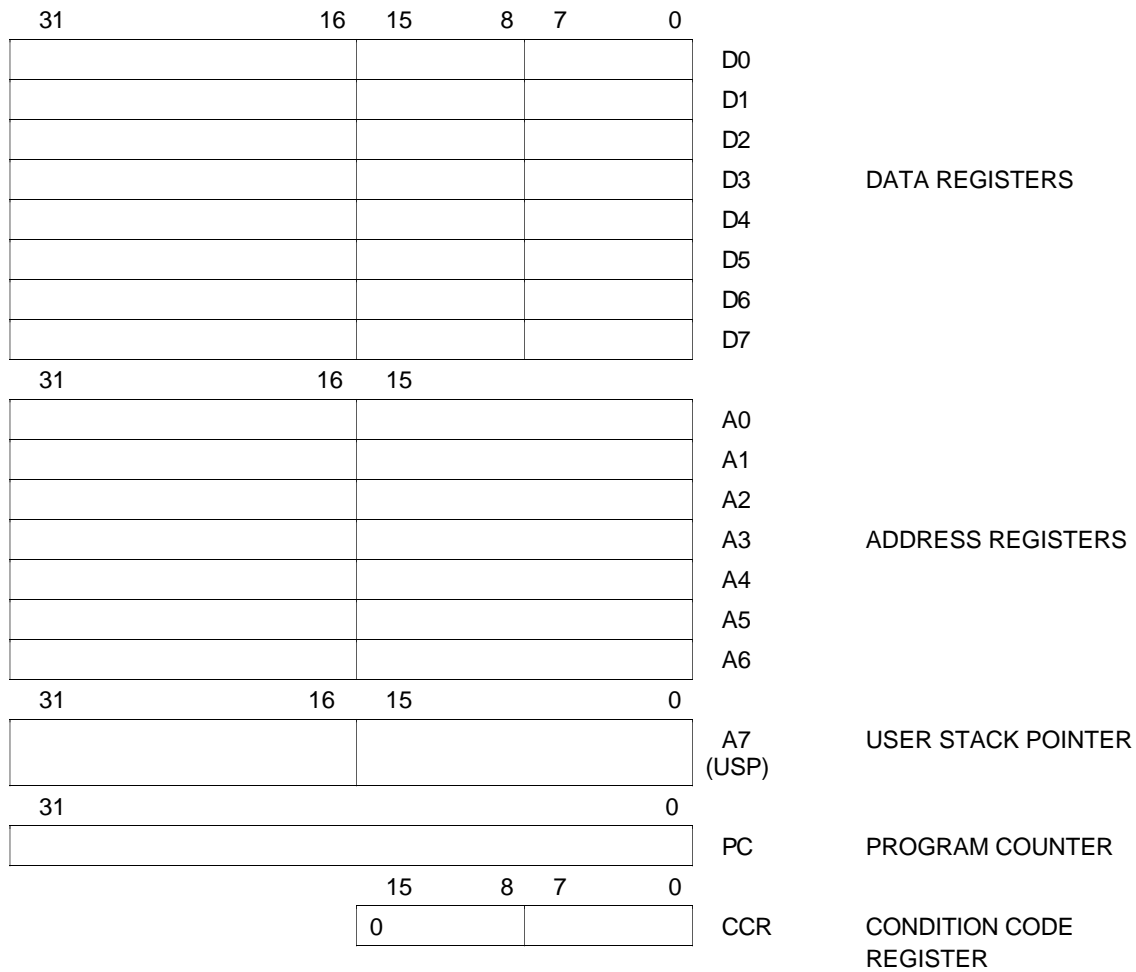 31 16 15 8 7 0
D0
D1
D2
D3 DATA REGISTERS
D4
D5
D6
D7
31 16 15
A0
A1
A2
A3 ADDRESS REGISTERS
A4
A5
A6
31 16 15 0
A7 USER STACK POINTER
(USP)
31 0
PC PROGRAM COUNTER
15 8 7 0
0 CCR CONDITION CODE
REGISTER